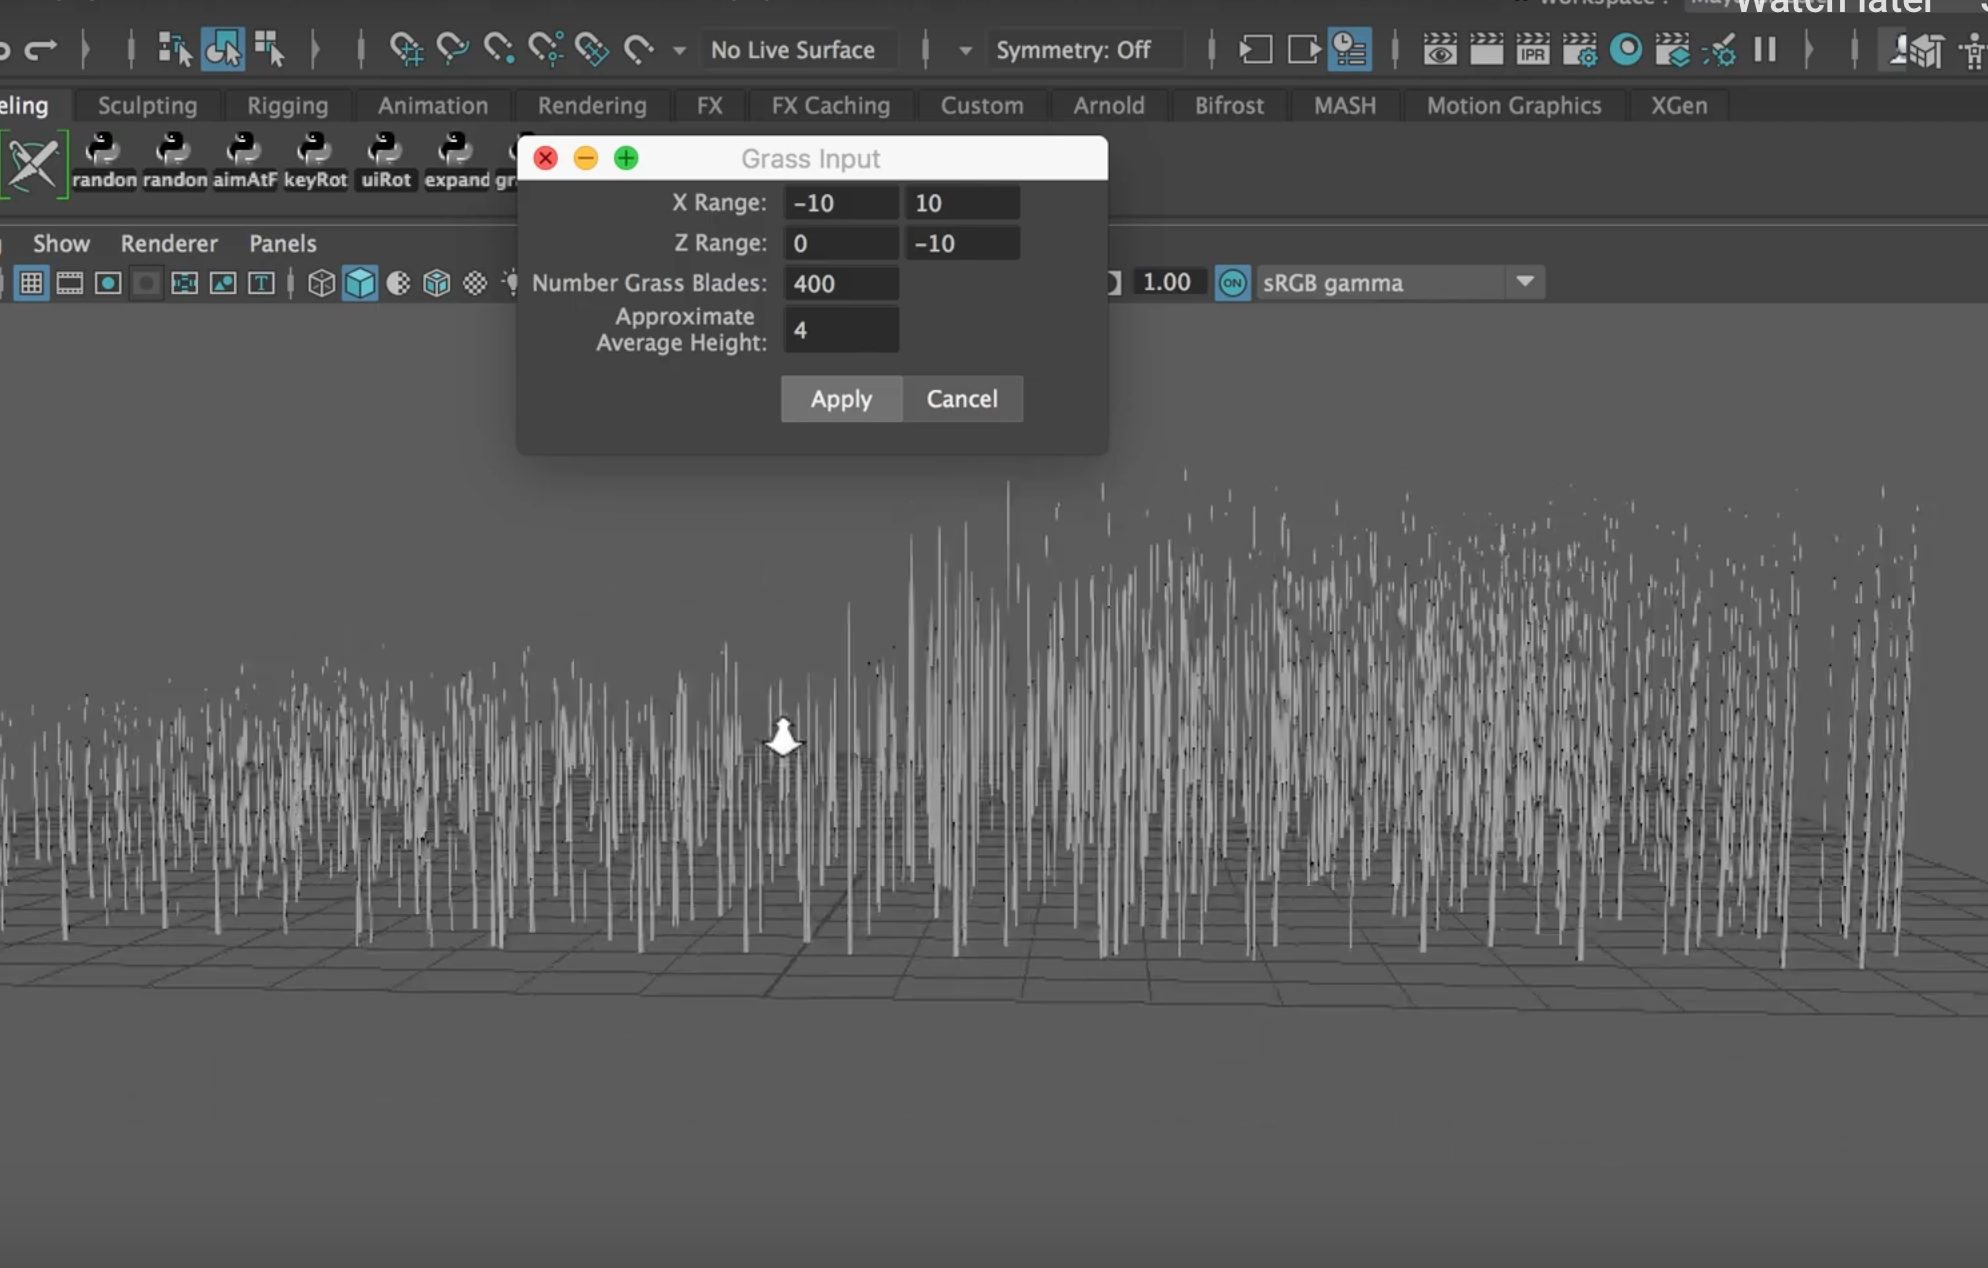 Watch later
No Live Surface
Symmetry: Off
IPR
eling
Sculpting
Rigging
Animation
Rendering
FX
FX Caching
Custom
Arnold
Bifrost
MASH
Motion Graphics
XGen
randon
randon
aimAtF
keyRot
uiRot
expand
gr
Grass Input
X Range: -10 10
Z Range: 0 -10
Number Grass Blades: 400
Approximate
Average Height: 4
Apply
Cancel
Show
Renderer
Panels
T
1.00
ON
sRGB gamma